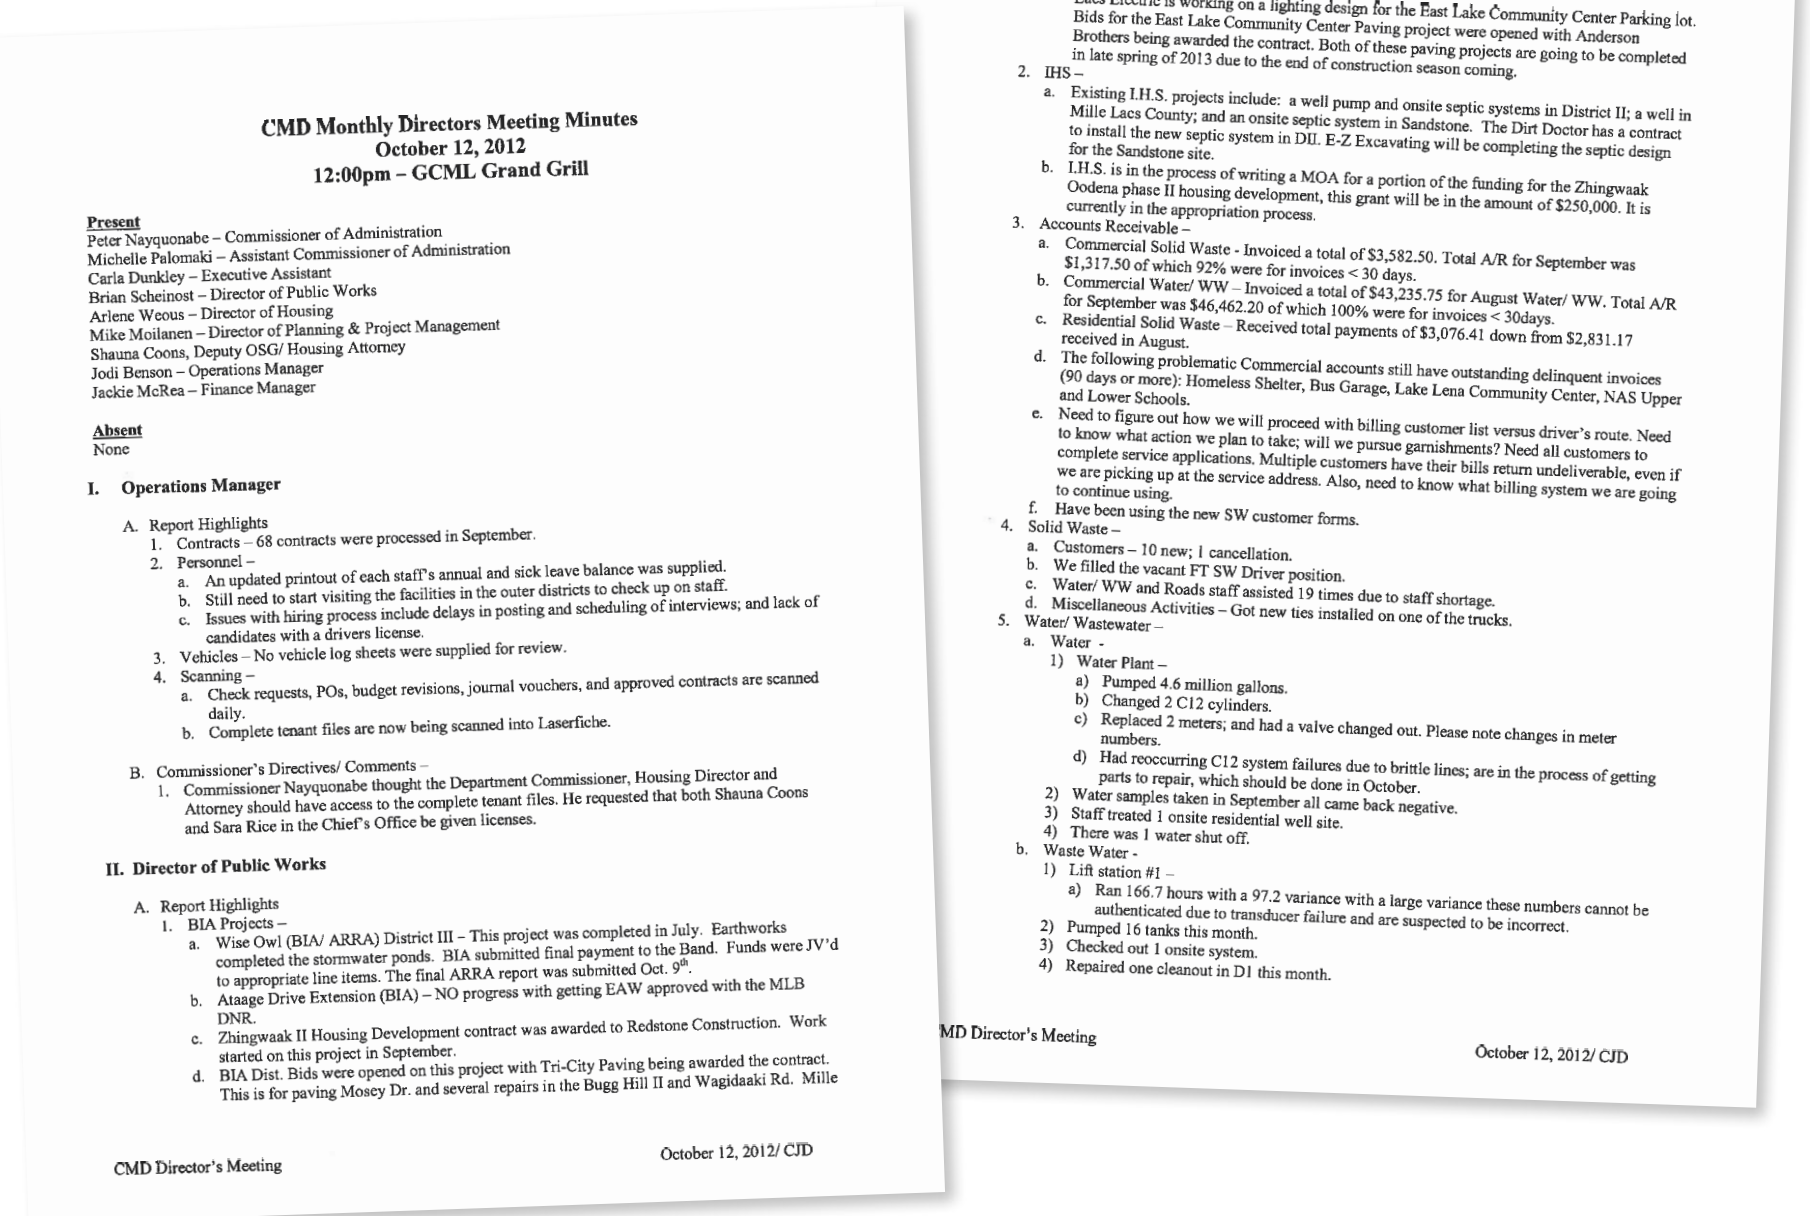 CMD Monthly Directors Meeting Minutes
October 12, 2012
12:00pm – GCML Grand Grill
Present
Peter Nayquonabe – Commissioner of Administration
Michelle Palomaki – Assistant Commissioner of Administration
Carla Dunkley – Executive Assistant
Brian Scheinost – Director of Public Works
Arlene Weous – Director of Housing
Mike Moilanen – Director of Planning & Project Management
Shauna Coons, Deputy OSG/ Housing Attorney
Jodi Benson – Operations Manager
Jackie McRea – Finance Manager
Absent
None
I. Operations Manager
A. Report Highlights
1. Contracts – 68 contracts were processed in September.
2. Personnel –
a. An updated printout of each staff's annual and sick leave balance was supplied.
b. Still need to start visiting the facilities in the outer districts to check up on staff.
c. Issues with hiring process include delays in posting and scheduling of interviews; and lack of
candidates with a drivers license.
3. Vehicles – No vehicle log sheets were supplied for review.
4. Scanning –
a. Check requests, POs, budget revisions, journal vouchers, and approved contracts are scanned
daily.
b. Complete tenant files are now being scanned into Laserfiche.
B. Commissioner's Directives/ Comments –
1. Commissioner Nayquonabe thought the Department Commissioner, Housing Director and
Attorney should have access to the complete tenant files. He requested that both Shauna Coons
and Sara Rice in the Chief's Office be given licenses.
II. Director of Public Works
A. Report Highlights
1. BIA Projects –
a. Wise Owl (BIA/ ARRA) District III – This project was completed in July. Earthworks
completed the stormwater ponds. BIA submitted final payment to the Band. Funds were JV'd
to appropriate line items. The final ARRA report was submitted Oct. 9th.
b. Ataage Drive Extension (BIA) – NO progress with getting EAW approved with the MLB
DNR.
c. Zhingwaak II Housing Development contract was awarded to Redstone Construction. Work
started on this project in September.
d. BIA Dist. Bids were opened on this project with Tri-City Paving being awarded the contract.
This is for paving Mosey Dr. and several repairs in the Bugg Hill II and Wagidaaki Rd. Mille
CMD Director's Meeting
October 12, 2012/ CJD
Lacs Electric is working on a lighting design for the East Lake Community Center Parking lot.
Bids for the East Lake Community Center Paving project were opened with Anderson
Brothers being awarded the contract. Both of these paving projects are going to be completed
in late spring of 2013 due to the end of construction season coming.
2. IHS –
a. Existing I.H.S. projects include: a well pump and onsite septic systems in District II; a well in
Mille Lacs County; and an onsite septic system in Sandstone. The Dirt Doctor has a contract
to install the new septic system in DII. E-Z Excavating will be completing the septic design
for the Sandstone site.
b. I.H.S. is in the process of writing a MOA for a portion of the funding for the Zhingwaak
Oodena phase II housing development, this grant will be in the amount of $250,000. It is
currently in the appropriation process.
3. Accounts Receivable –
a. Commercial Solid Waste - Invoiced a total of $3,582.50. Total A/R for September was
$1,317.50 of which 92% were for invoices < 30 days.
b. Commercial Water/ WW – Invoiced a total of $43,235.75 for August Water/ WW. Total A/R
for September was $46,462.20 of which 100% were for invoices < 30days.
c. Residential Solid Waste – Received total payments of $3,076.41 down from $2,831.17
received in August.
d. The following problematic Commercial accounts still have outstanding delinquent invoices
(90 days or more): Homeless Shelter, Bus Garage, Lake Lena Community Center, NAS Upper
and Lower Schools.
e. Need to figure out how we will proceed with billing customer list versus driver's route. Need
to know what action we plan to take; will we pursue garnishments? Need all customers to
complete service applications. Multiple customers have their bills return undeliverable, even if
we are picking up at the service address. Also, need to know what billing system we are going
to continue using.
f. Have been using the new SW customer forms.
4. Solid Waste –
a. Customers – 10 new; 1 cancellation.
b. We filled the vacant FT SW Driver position.
c. Water/ WW and Roads staff assisted 19 times due to staff shortage.
d. Miscellaneous Activities – Got new ties installed on one of the trucks.
5. Water/ Wastewater –
a. Water -
1) Water Plant –
a) Pumped 4.6 million gallons.
b) Changed 2 C12 cylinders.
c) Replaced 2 meters; and had a valve changed out. Please note changes in meter
numbers.
d) Had reoccurring C12 system failures due to brittle lines; are in the process of getting
parts to repair, which should be done in October.
2) Water samples taken in September all came back negative.
3) Staff treated 1 onsite residential well site.
4) There was 1 water shut off.
b. Waste Water -
1) Lift station #1 –
a) Ran 166.7 hours with a 97.2 variance with a large variance these numbers cannot be
authenticated due to transducer failure and are suspected to be incorrect.
2) Pumped 16 tanks this month.
3) Checked out 1 onsite system.
4) Repaired one cleanout in D1 this month.
MD Director's Meeting
October 12, 2012/ CJD